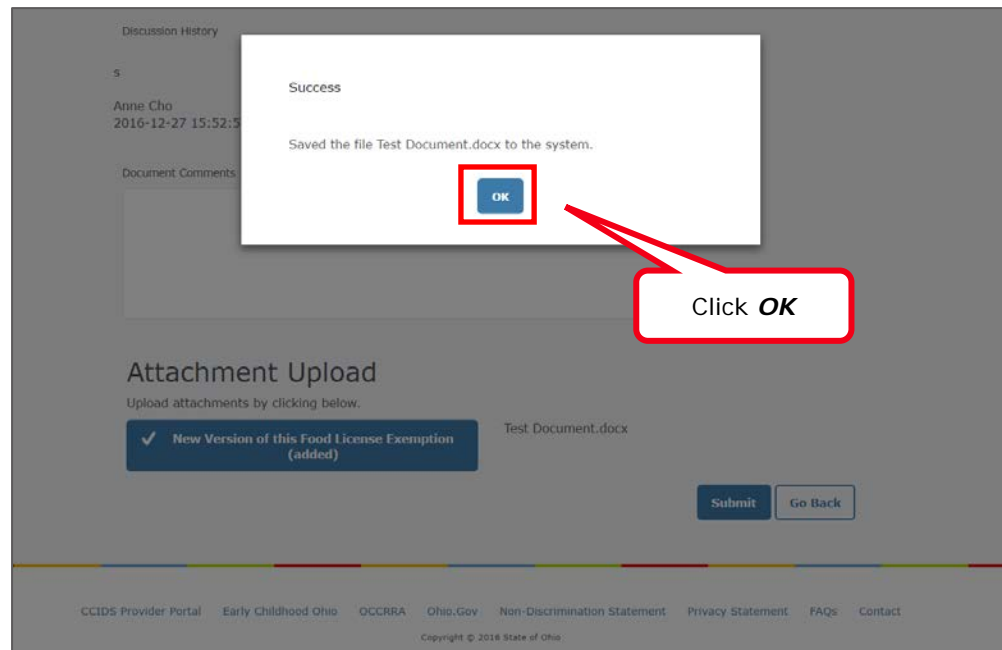 Discussion History
s
Anne Cho
2016-12-27 15:52:5
Document Comments
Success
Saved the file Test Document.docx to the system.
OK
Click OK
Attachment Upload
Upload attachments by clicking below.
New Version of this Food License Exemption
(added)
Test Document.docx
Submit
Go Back
CCIDS Provider Portal Early Childhood Ohio OCCRRA Ohio.Gov Non-Discrimination Statement Privacy Statement FAQs Contact
Copyright © 2016 State of Ohio